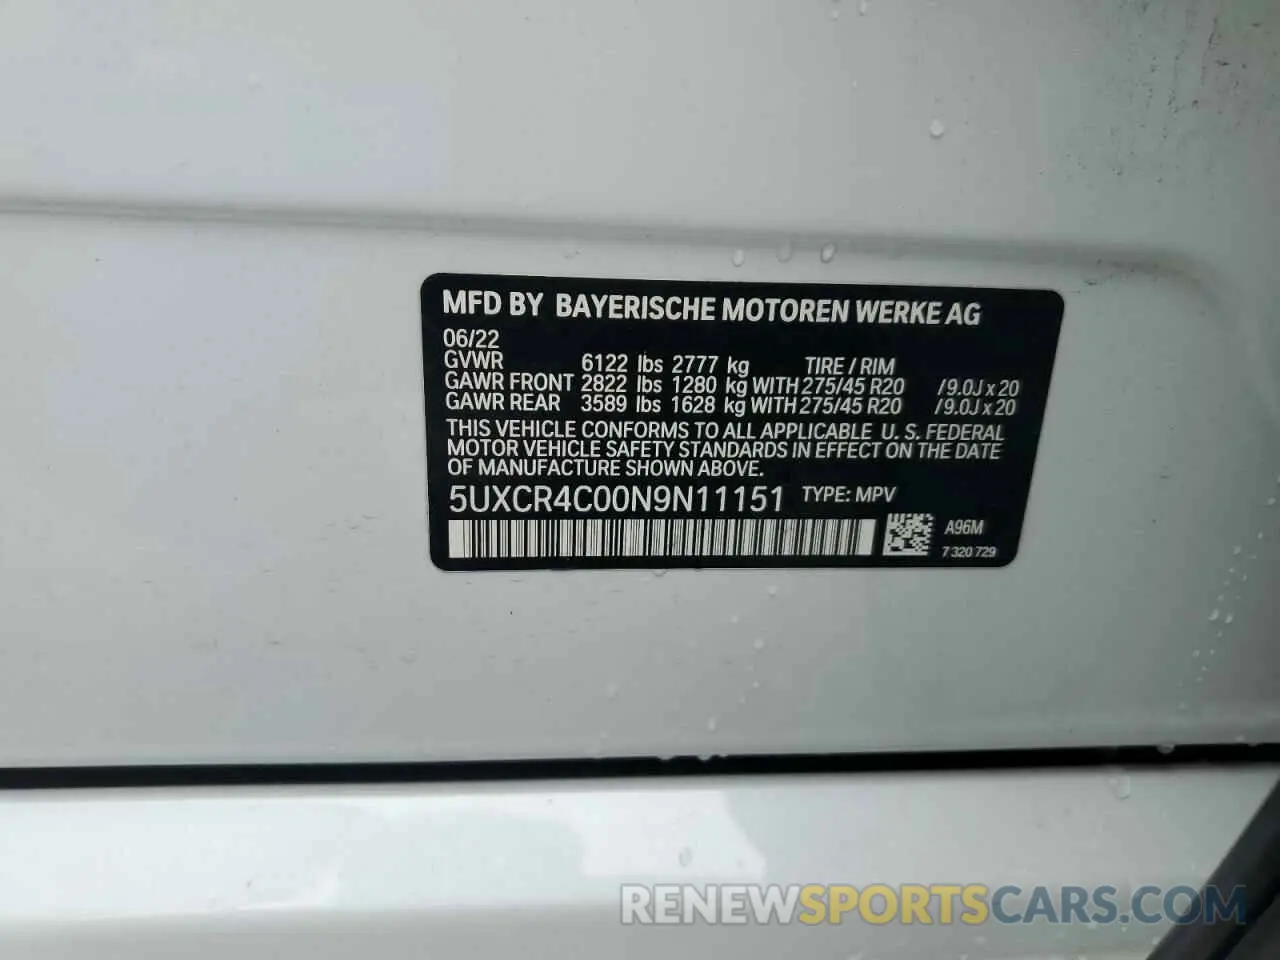 MFD BY BAYERISCHE MOTOREN WERKE AG
06/22
GVWR 6122 lbs 2777 kg TIRE / RIM
GAWR FRONT 2822 lbs 1280 kg WITH 275/45 R20 /9.0J x 20
GAWR REAR 3589 lbs 1628 kg WITH 275/45 R20 /9.0J x 20
THIS VEHICLE CONFORMS TO ALL APPLICABLE U. S. FEDERAL
MOTOR VEHICLE SAFETY STANDARDS IN EFFECT ON THE DATE
OF MANUFACTURE SHOWN ABOVE.
5UXCR4C00N9N11151 TYPE: MPV
A96M
7 320 729
RENEWSPORTSCARS.COM